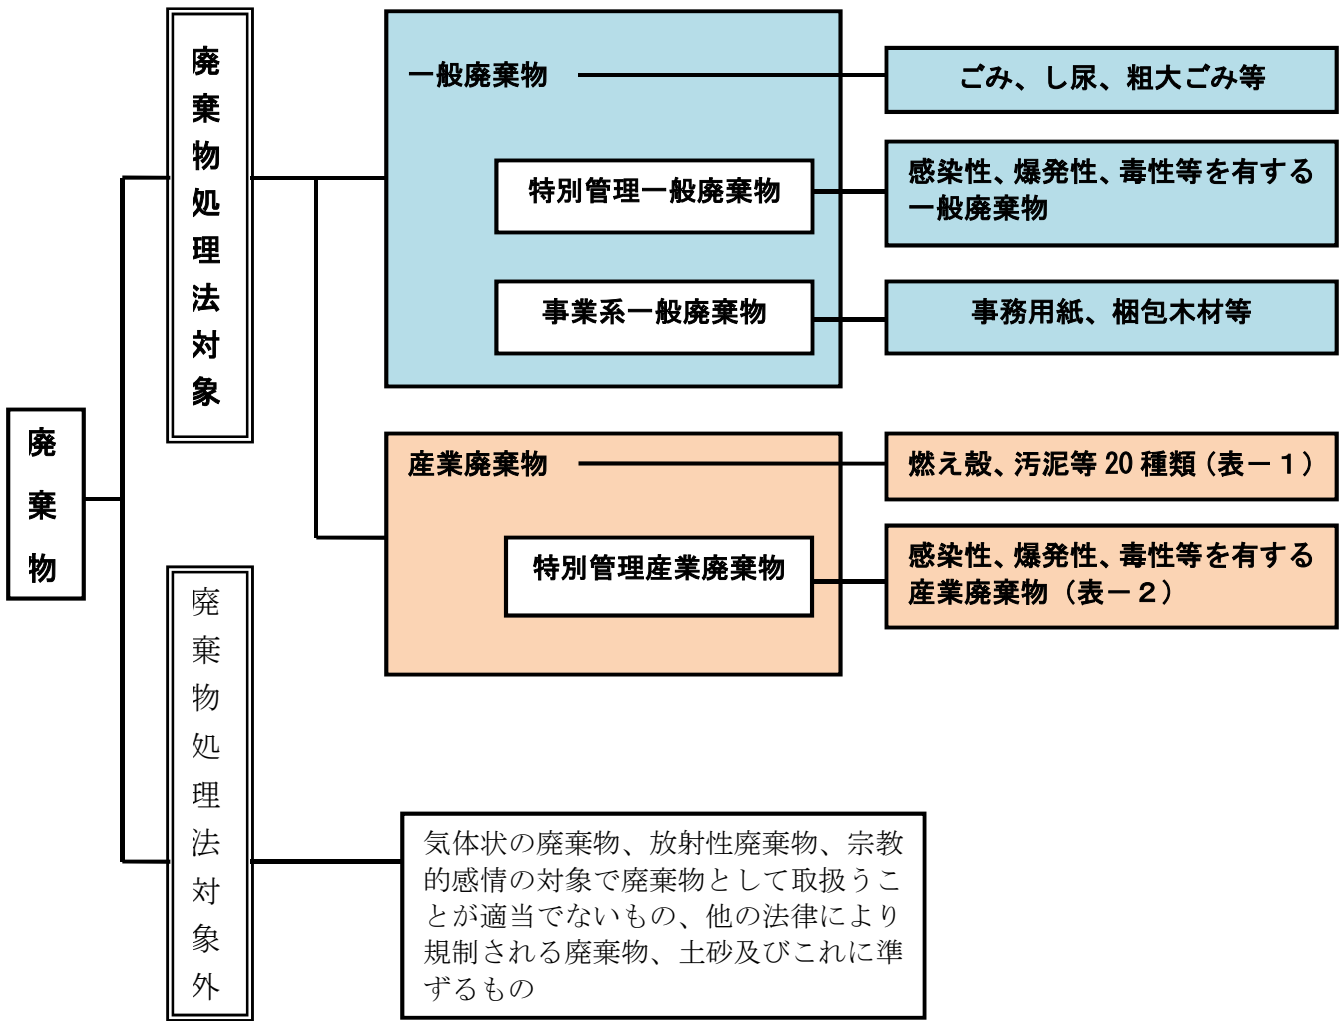 廃棄物
廃棄物処理法対象
一般廃棄物
ごみ、し尿、粗大ごみ等
特別管理一般廃棄物
感染性、爆発性、毒性等を有する
一般廃棄物
事業系一般廃棄物
事務用紙、梱包木材等
産業廃棄物
燃え殻、汚泥等 20 種類（表－１）
特別管理産業廃棄物
感染性、爆発性、毒性等を有する
産業廃棄物（表－２）
廃棄物処理法対象外
気体状の廃棄物、放射性廃棄物、宗教
的感情の対象で廃棄物として取扱うこ
とが適当でないもの、他の法律により
規制される廃棄物、土砂及びこれに準
ずるもの